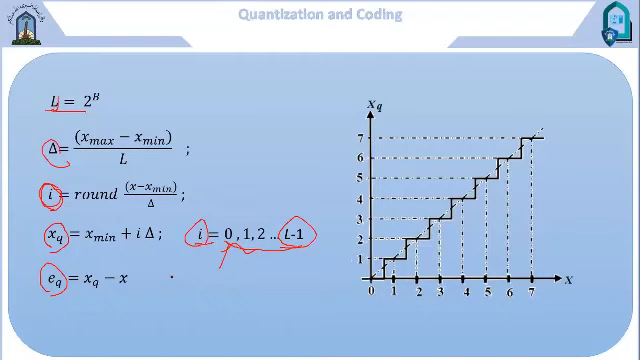 Quantization and Coding
L = 2^B
Δ = (x_max − x_min) / L ;
i = round (x−x_min) / Δ ;
x_q = x_min + i Δ ; i = 0 , 1, 2 … L-1
e_q = x_q − x
X_q
7
6
5
4
3
2
1
0 1 2 3 4 5 6 7 X